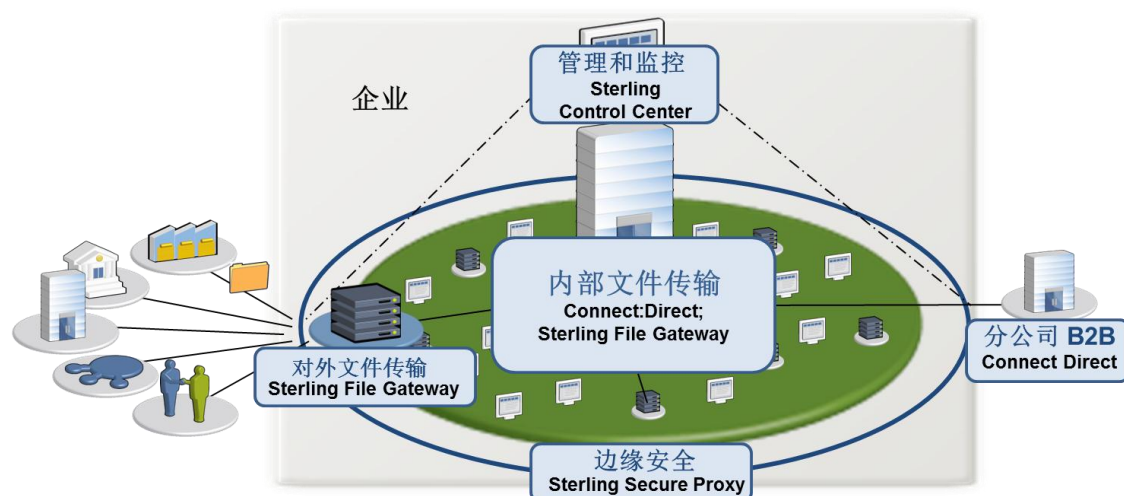 管理和监控
Sterling
Control Center
企业
内部文件传输
Connect:Direct;
Sterling File Gateway
对外文件传输
Sterling File Gateway
分公司 B2B
Connect Direct
边缘安全
Sterling Secure Proxy